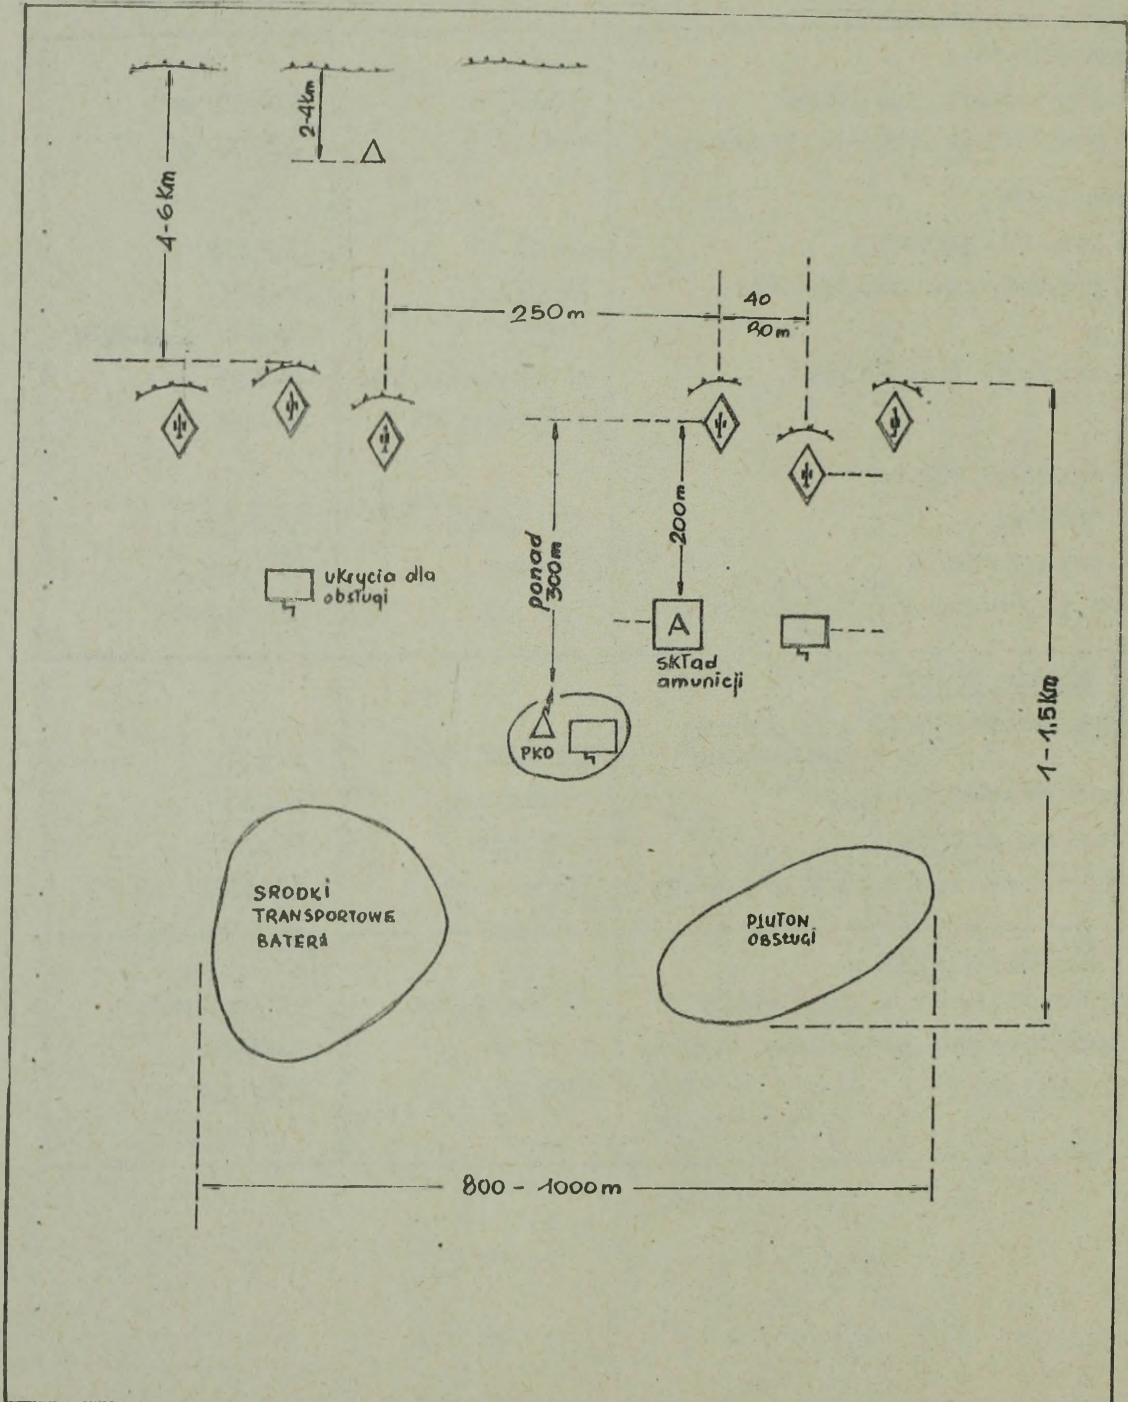 2-4km
4-6Km
250m
40
80m
ponad
300m
200m
ukrycia dla
obsługi
A
skład
amunicji
PKO
1-1,5Km
SRODKI
TRANSPORTOWE
BATERII
PLUTON
OBSŁUGI
800 - 1000m